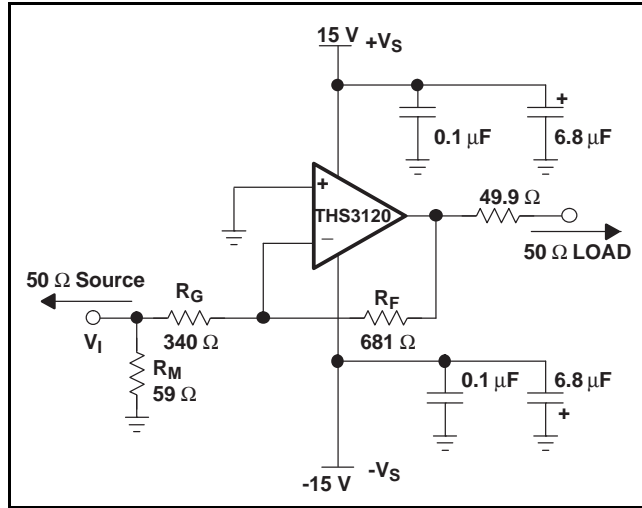 15 V +VS
0.1 µF
+
6.8 µF
+
THS3120
−
49.9 Ω
50 Ω LOAD
50 Ω Source
RG
RF
VI
340 Ω
681 Ω
RM
59 Ω
0.1 µF
6.8 µF
+
-15 V
-VS